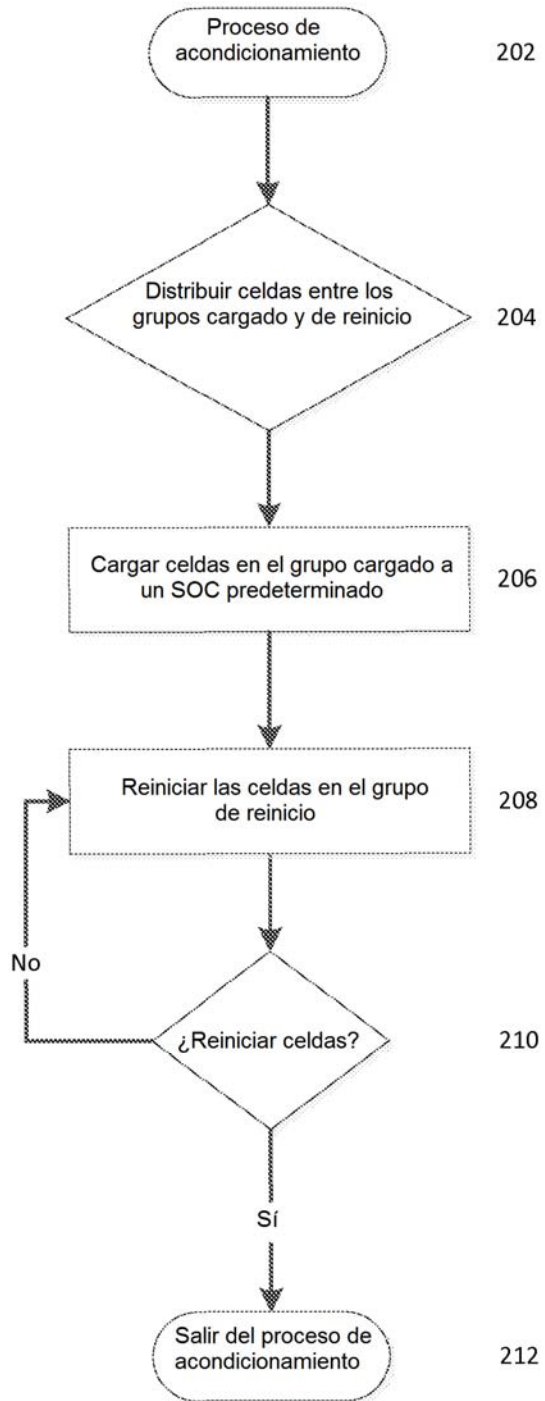 Proceso de
acondicionamiento
202
Distribuir celdas entre los
grupos cargado y de reinicio
204
Cargar celdas en el grupo cargado a
un SOC predeterminado
206
Reiniciar las celdas en el grupo
de reinicio
208
No
¿Reiniciar celdas?
210
Sí
Salir del proceso de
acondicionamiento
212